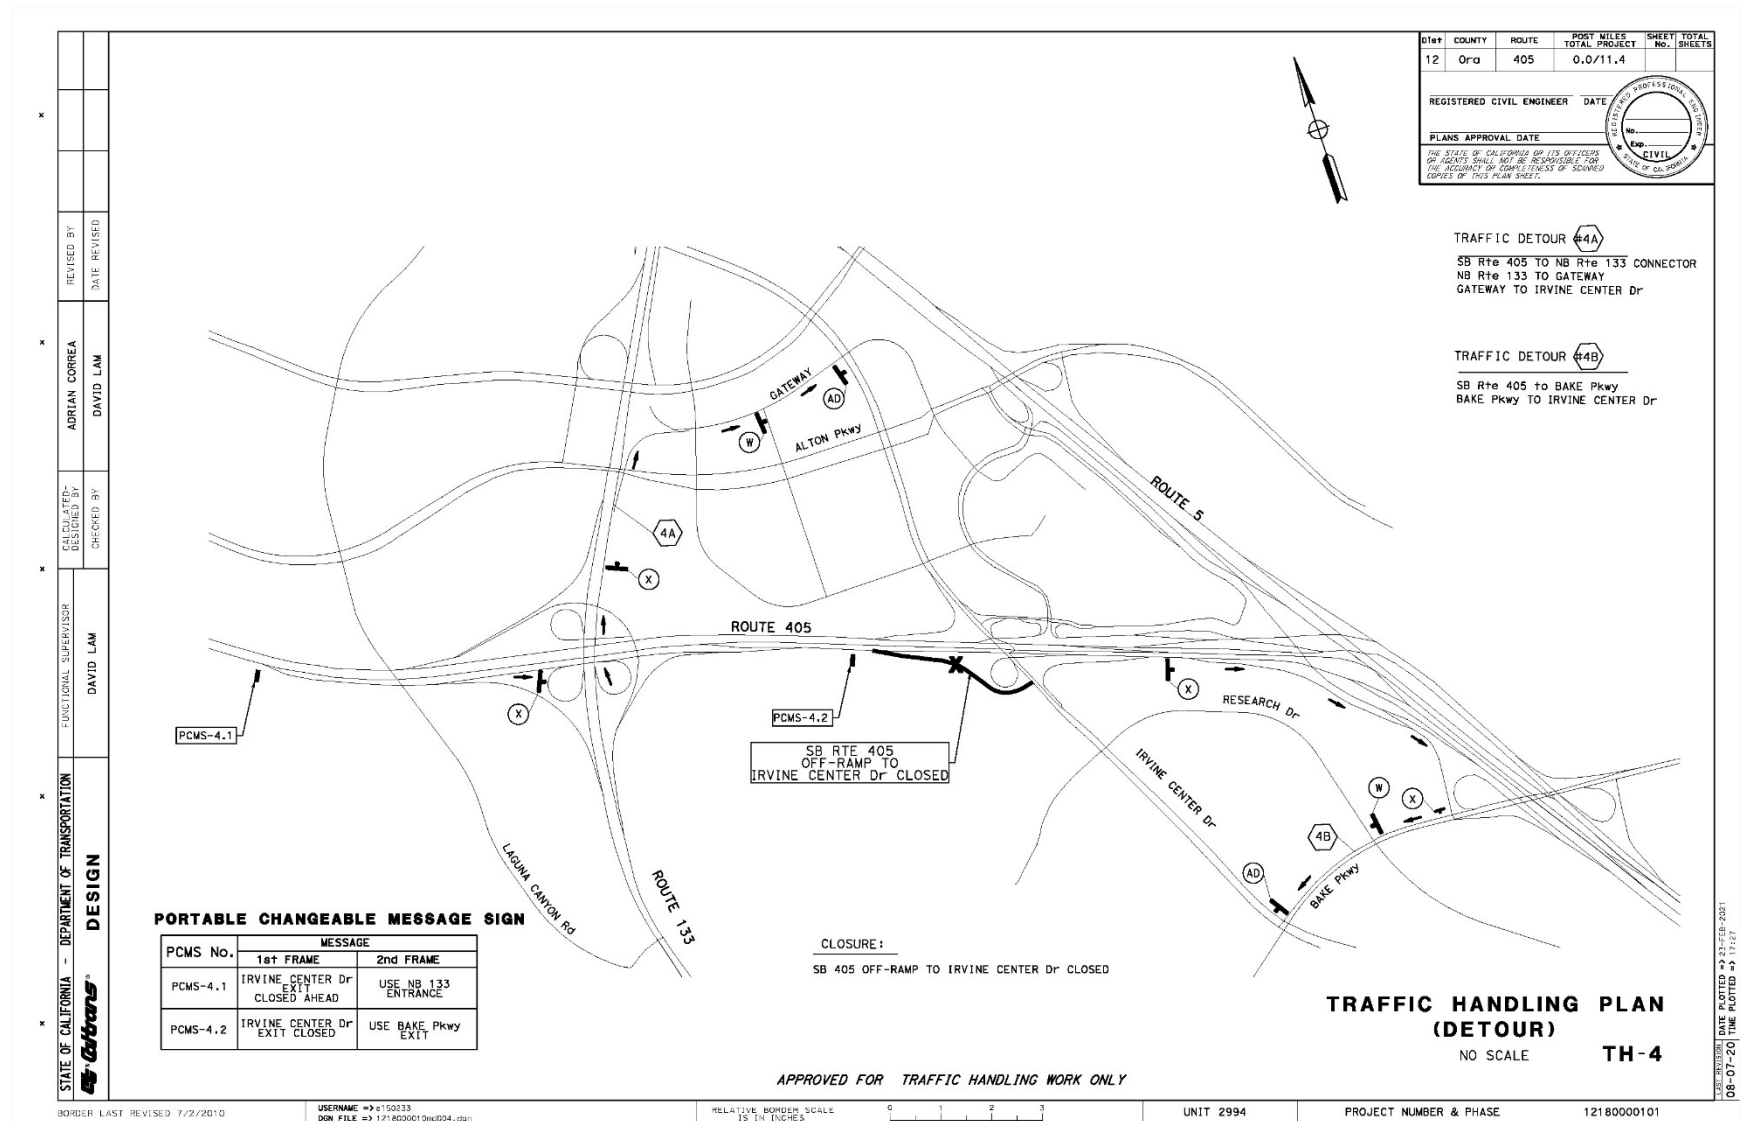 Dist COUNTY ROUTE POST MILES TOTAL PROJECT SHEET No. TOTAL SHEETS
12 Ora 405 0.0/11.4
REGISTERED CIVIL ENGINEER DATE
PLANS APPROVAL DATE
THE STATE OF CALIFORNIA OR ITS OFFICERS
OR AGENTS SHALL NOT BE RESPONSIBLE FOR
THE ACCURACY OR COMPLETENESS OF SCANNED
COPIES OF THIS PLAN SHEET.
REGISTERED PROFESSIONAL ENGINEER
No.
Exp.
CIVIL
STATE OF CALIFORNIA
TRAFFIC DETOUR #4A
SB Rte 405 TO NB Rte 133 CONNECTOR
NB Rte 133 TO GATEWAY
GATEWAY TO IRVINE CENTER Dr
TRAFFIC DETOUR #4B
SB Rte 405 to BAKE Pkwy
BAKE Pkwy TO IRVINE CENTER Dr
REVISED BY
DATE REVISED
ADRIAN CORREA
DAVID LAM
CALCULATED-
DESIGNED BY
CHECKED BY
FUNCTIONAL SUPERVISOR
DAVID LAM
STATE OF CALIFORNIA - DEPARTMENT OF TRANSPORTATION
DESIGN
Caltrans
x
x
x
x
x
GATEWAY
AD
W
ALTON Pkwy
ROUTE 5
4A
X
ROUTE 405
X
X
PCMS-4.1
PCMS-4.2
X
RESEARCH Dr
SB RTE 405
OFF-RAMP TO
IRVINE CENTER Dr CLOSED
IRVINE CENTER Dr
W
X
4B
AD
BAKE Pkwy
LAGUNA CANYON Rd
ROUTE 133
PORTABLE CHANGEABLE MESSAGE SIGN
PCMS No. MESSAGE
1st FRAME 2nd FRAME
PCMS-4.1 IRVINE CENTER Dr EXIT CLOSED AHEAD USE NB 133 ENTRANCE
PCMS-4.2 IRVINE CENTER Dr EXIT CLOSED USE BAKE Pkwy EXIT
CLOSURE:
SB 405 OFF-RAMP TO IRVINE CENTER Dr CLOSED
TRAFFIC HANDLING PLAN
(DETOUR)
NO SCALE TH-4
APPROVED FOR TRAFFIC HANDLING WORK ONLY
LAST REVISION DATE PLOTTED => 23-FEB-2021
08-07-20 TIME PLOTTED => 17:27
BORDER LAST REVISED 7/2/2010
USERNAME => s150233
DGN FILE => 1218000010md004.dgn
RELATIVE BORDER SCALE
IS IN INCHES
0 1 2 3
UNIT 2994
PROJECT NUMBER & PHASE
12180000101